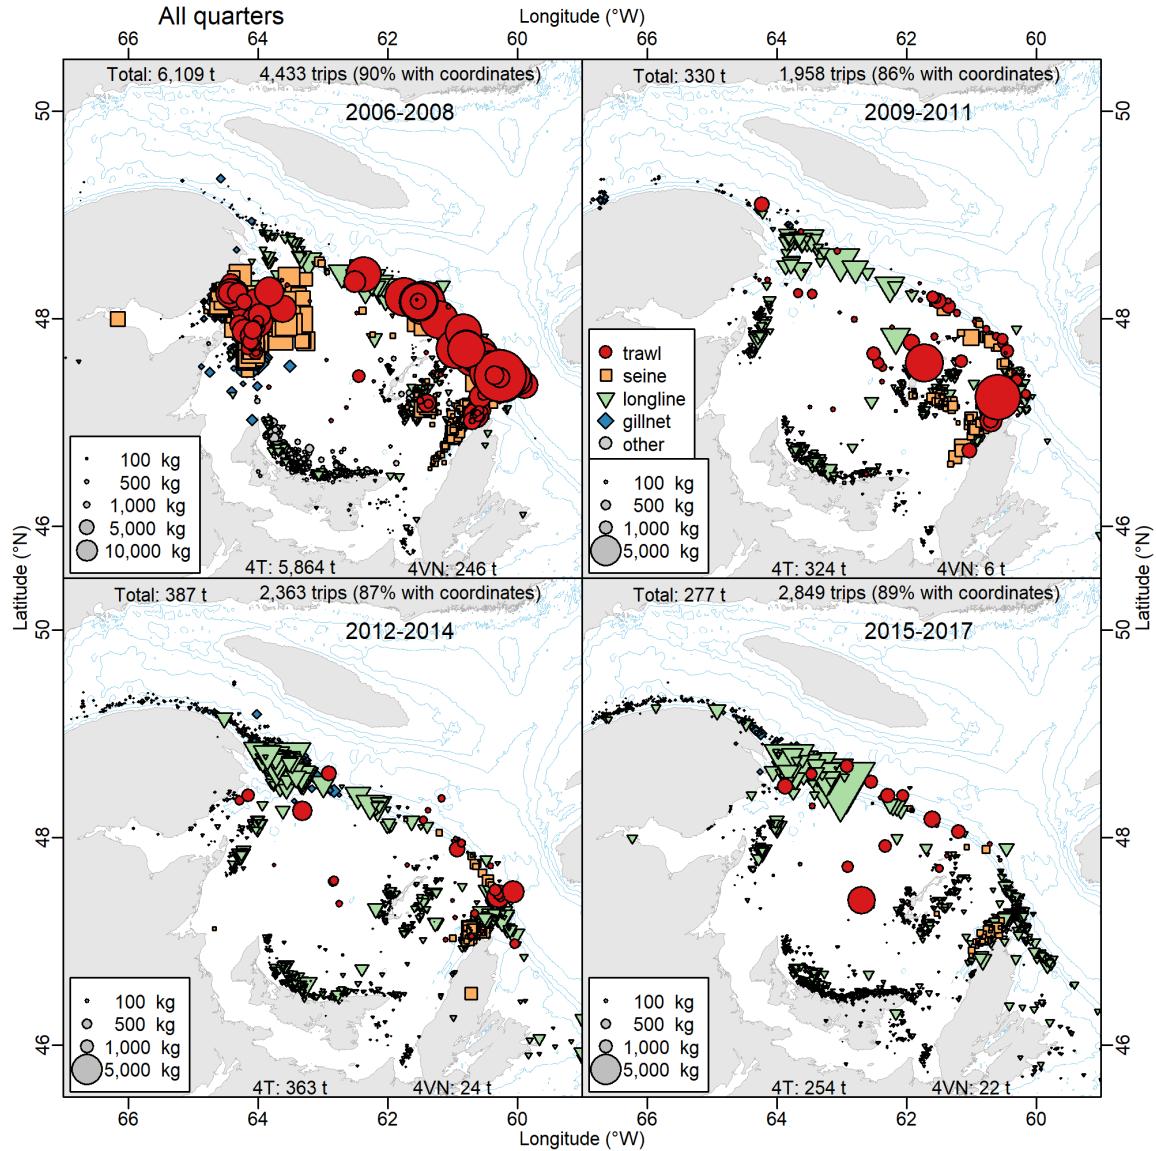 All quarters
Longitude (°W)
66 64 62 60 66 64 62 60
Total: 6,109 t 4,433 trips (90% with coordinates)
2006-2008
Total: 330 t 1,958 trips (86% with coordinates)
2009-2011
50
50
48
48
46
46
trawl
seine
longline
gillnet
other
100 kg
500 kg
1,000 kg
5,000 kg
10,000 kg
100 kg
500 kg
1,000 kg
5,000 kg
4T: 5,864 t 4VN: 246 t
4T: 324 t 4VN: 6 t
Latitude (°N)
Latitude (°N)
Total: 387 t 2,363 trips (87% with coordinates)
2012-2014
Total: 277 t 2,849 trips (89% with coordinates)
2015-2017
50
50
48
48
46
46
100 kg
500 kg
1,000 kg
5,000 kg
100 kg
500 kg
1,000 kg
5,000 kg
4T: 363 t 4VN: 24 t
4T: 254 t 4VN: 22 t
66 64 62 60 66 64 62 60
Longitude (°W)